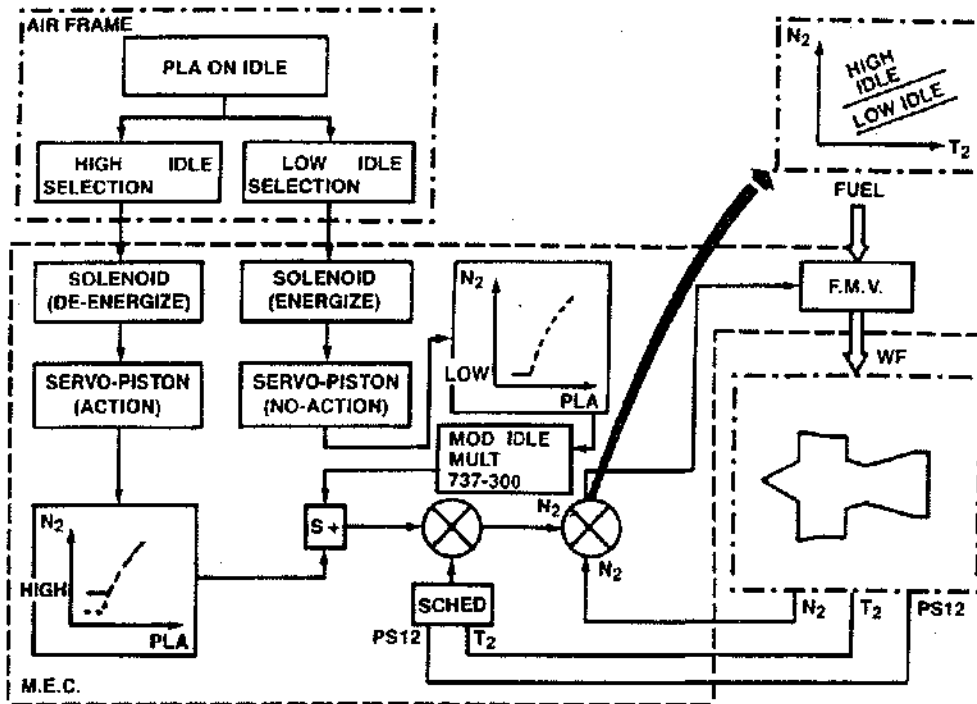 AIR FRAME
PLA ON IDLE
HIGH IDLE
SELECTION
LOW IDLE
SELECTION
N2
HIGH
IDLE
LOW IDLE
T2
FUEL
SOLENOID
(DE-ENERGIZE)
SOLENOID
(ENERGIZE)
N2
LOW
PLA
F.M.V.
WF
SERVO-PISTON
(ACTION)
SERVO-PISTON
(NO-ACTION)
MOD IDLE
MULT
737-300
N2
HIGH
PLA
S +
N2
N2
SCHED
PS12
T2
N2
T2
PS12
M.E.C.